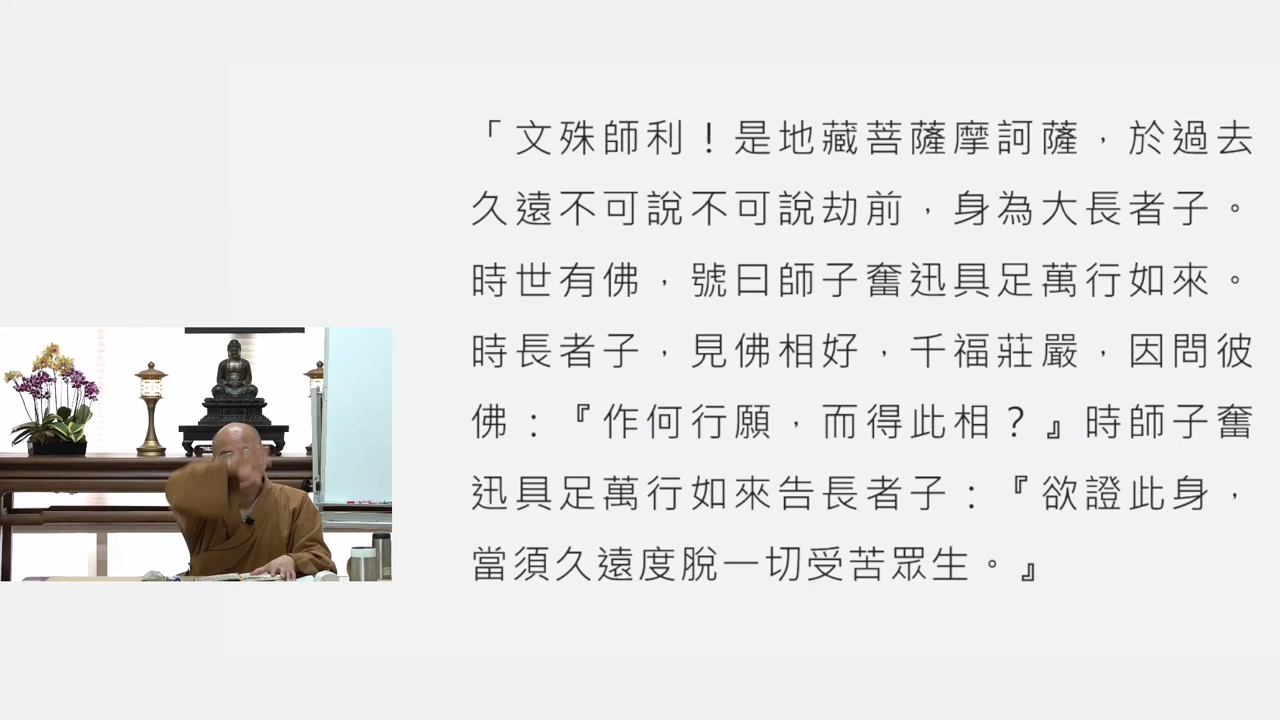 「文殊師利！是地藏菩薩摩訶薩，於過去
久遠不可說不可說劫前，身為大長者子。
時世有佛，號曰師子奮迅具足萬行如來。
時長者子，見佛相好，千福莊嚴，因問彼
佛：『作何行願，而得此相？』時師子奮
迅具足萬行如來告長者子：『欲證此身，
當須久遠度脫一切受苦眾生。』